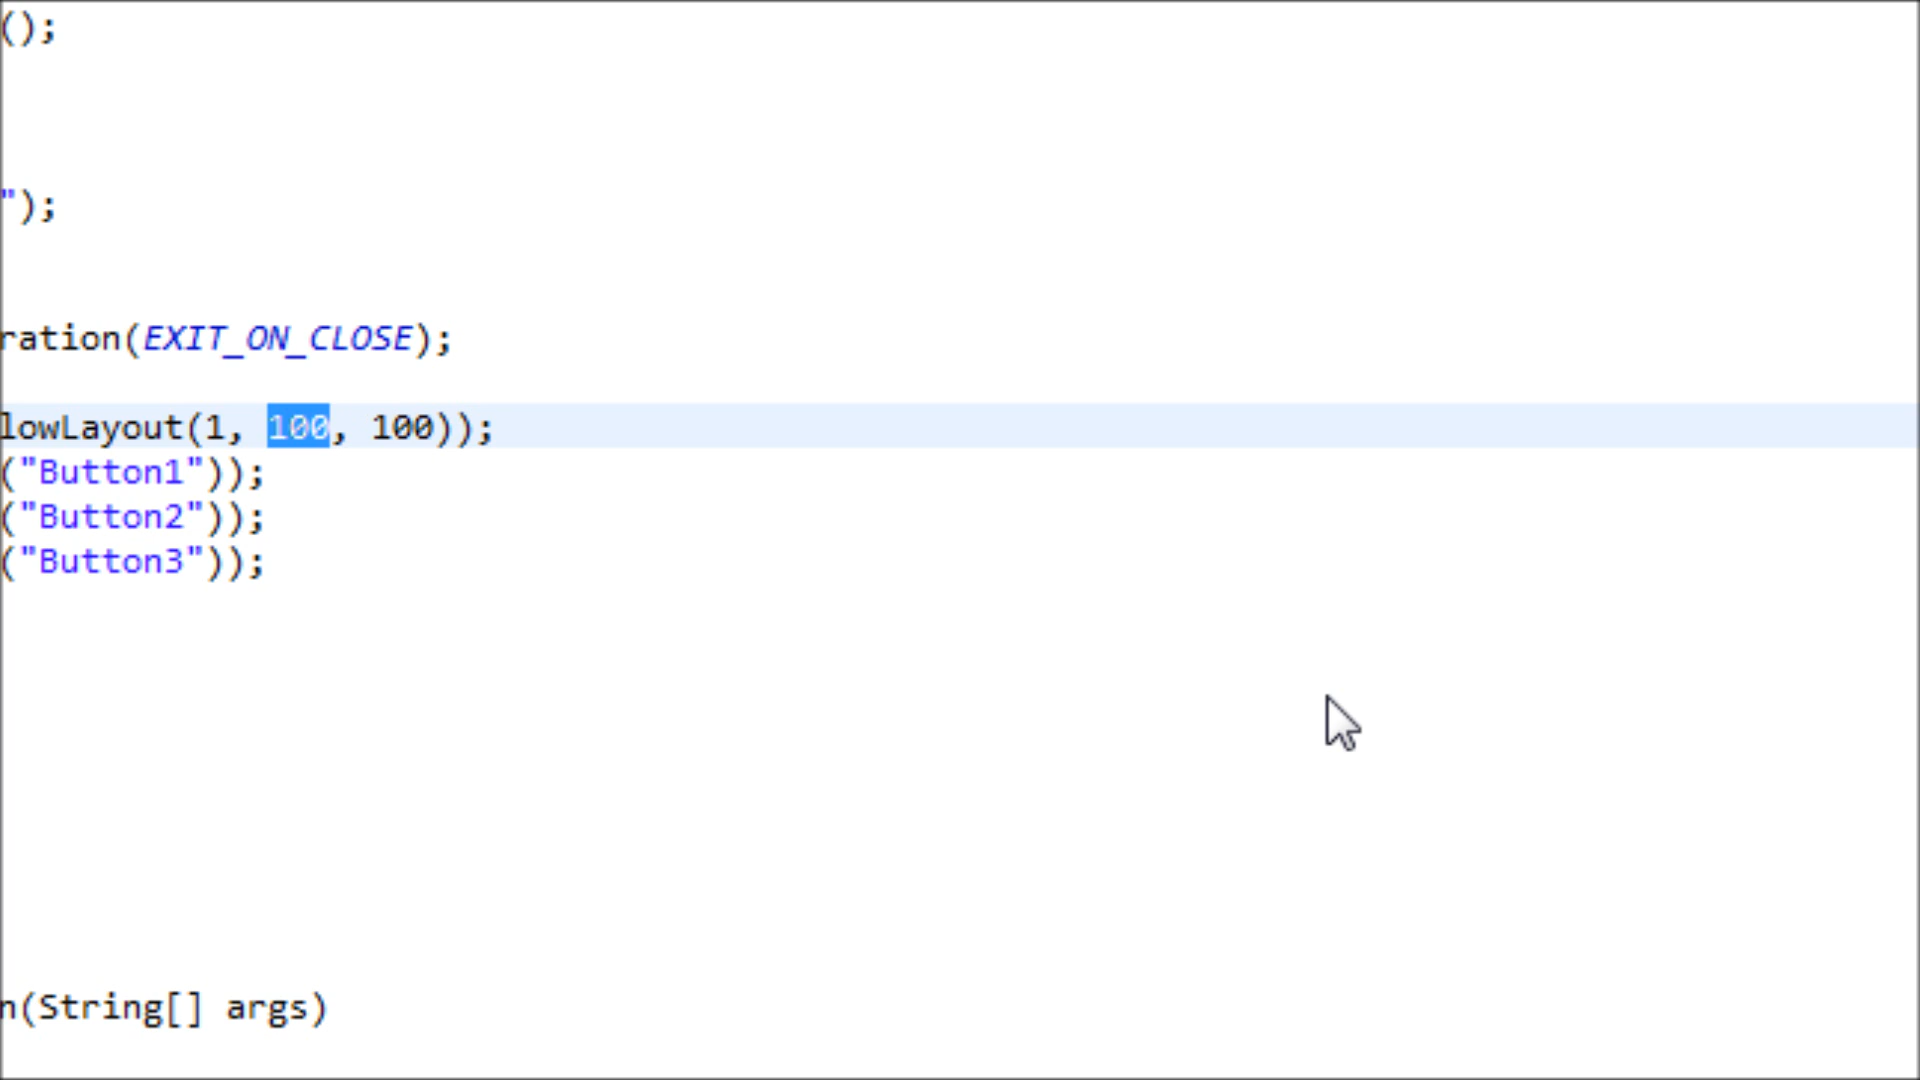 ();
");
ration(EXIT_ON_CLOSE);
lowLayout(1, 100, 100));
("Button1"));
("Button2"));
("Button3"));
n(String[] args)